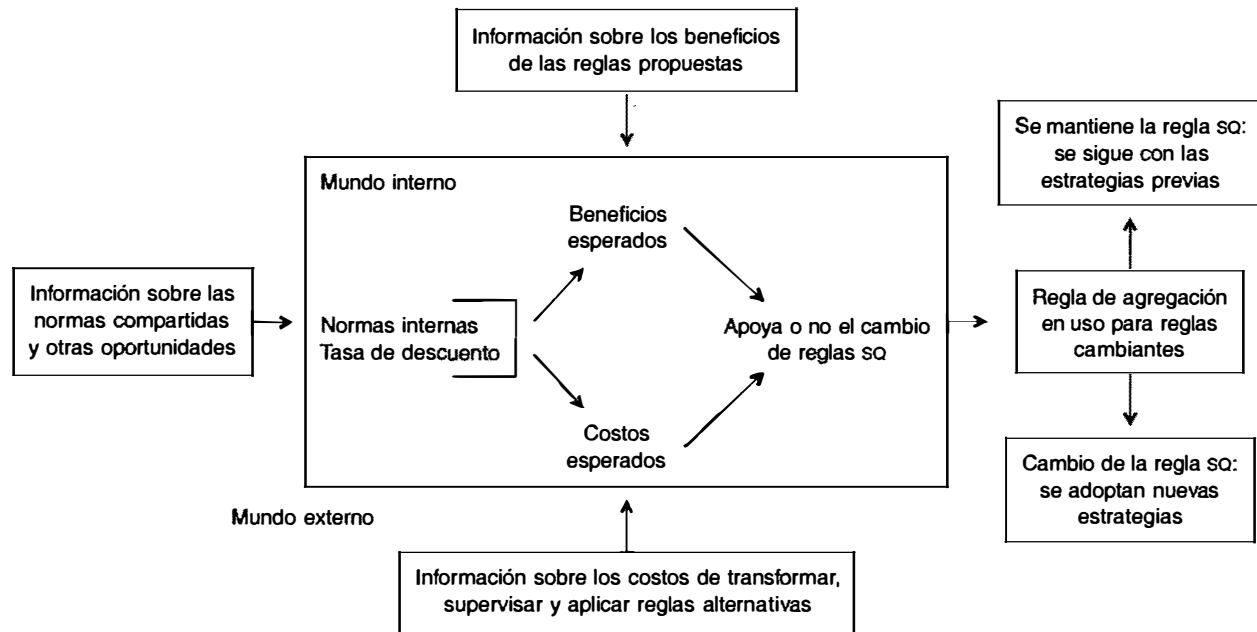 Información sobre los beneficios
de las reglas propuestas
Se mantiene la regla SQ:
se sigue con las
estrategias previas
Mundo interno
Beneficios
esperados
Información sobre las
normas compartidas
y otras oportunidades
Normas internas
Tasa de descuento
Apoya o no el cambio
de reglas SQ
Regla de agregación
en uso para reglas
cambiantes
Costos
esperados
Cambio de la regla SQ:
se adoptan nuevas
estrategias
Mundo externo
Información sobre los costos de transformar,
supervisar y aplicar reglas alternativas